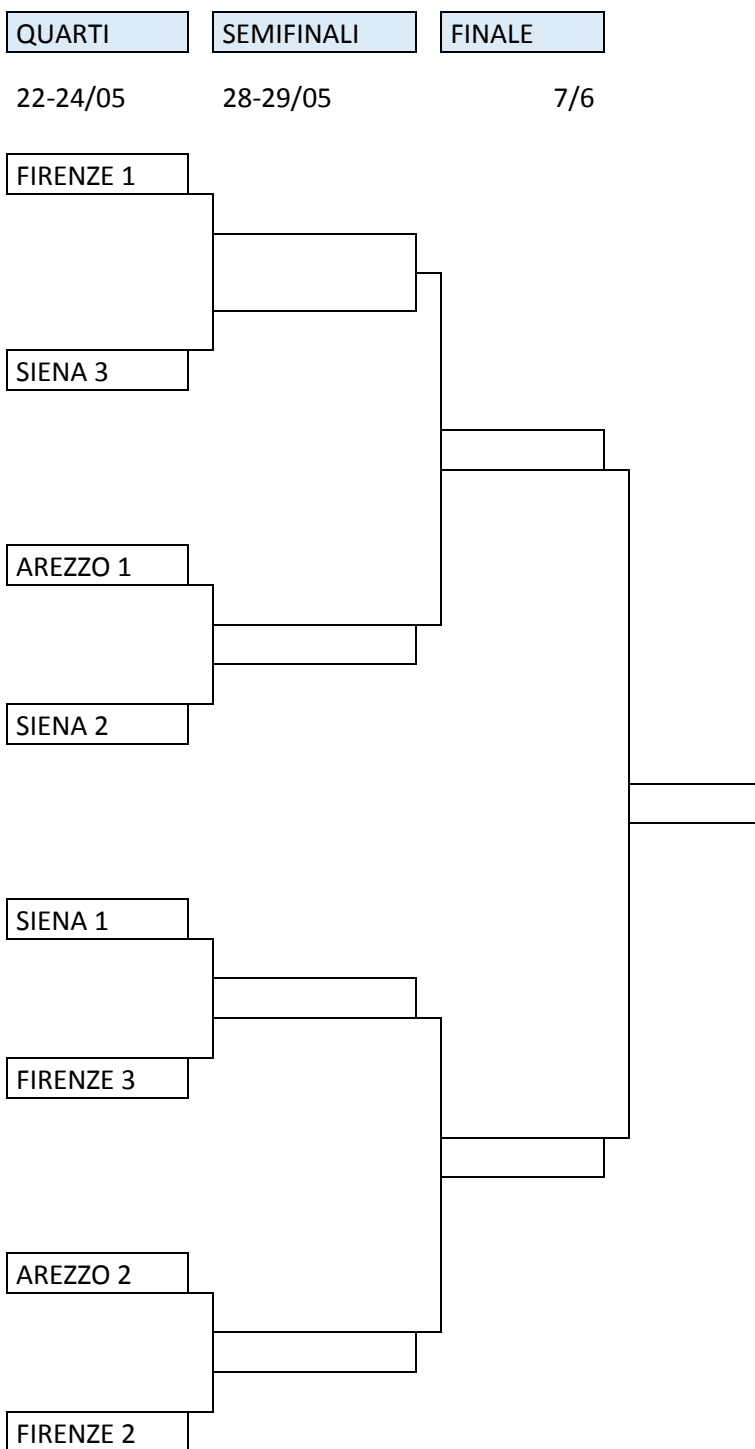 QUARTI SEMIFINALI FINALE
22-24/05 28-29/05 7/6
FIRENZE 1
SIENA 3
AREZZO 1
SIENA 2
SIENA 1
FIRENZE 3
AREZZO 2
FIRENZE 2